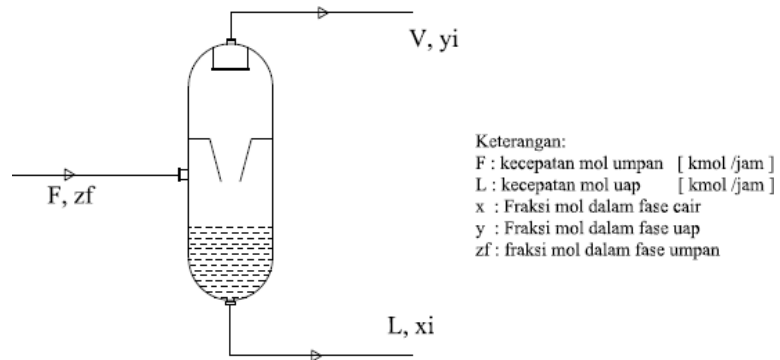 V, yi
F, zf
L, xi
Keterangan:
F : kecepatan mol umpan [ kmol /jam ]
L : kecepatan mol uap [ kmol /jam ]
x : Fraksi mol dalam fase cair
y : Fraksi mol dalam fase uap
zf : fraksi mol dalam fase umpan